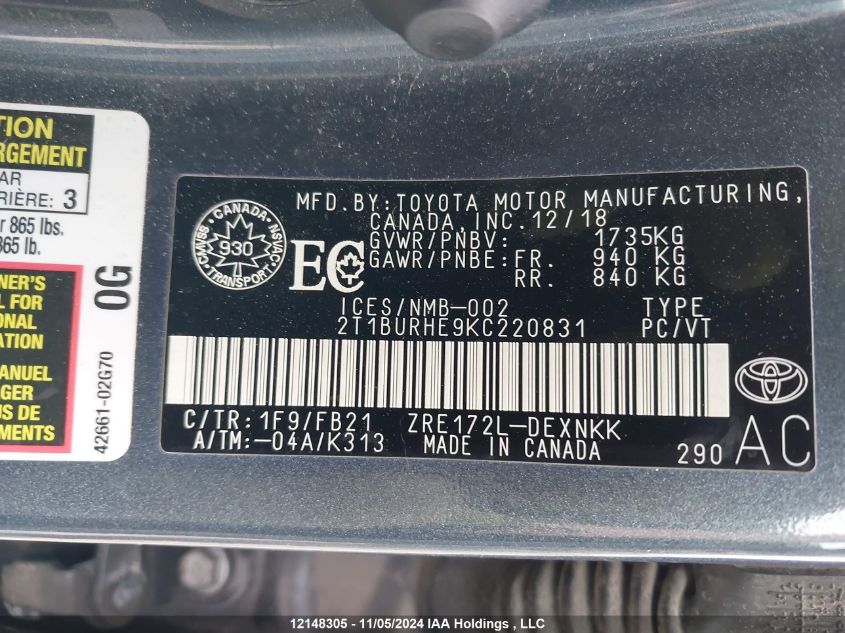 TION
RGEMENT
AR
RIÈRE: 3
r 865 lbs.
865 lb.
NER'S
L FOR
ONAL
ATION
ANUEL
GER
US DE
MENTS
0G
42661-02G70
CANADA
CMVSS
NSVAC
930
TRANSPORT
EC
MFD.BY:TOYOTA MOTOR MANUFACTURING,
CANADA,INC.12/18
GVWR/PNBV: 1735KG
GAWR/PNBE:FR. 940 KG
RR. 840 KG
ICES/NMB-002 TYPE
2T1BURHE9KC220831 PC/VT
C/TR:1F9/FB21 ZRE172L-DEXNKK
A/TM:-04A/K313 MADE IN CANADA
290 AC
12148305 - 11/05/2024 IAA Holdings , LLC